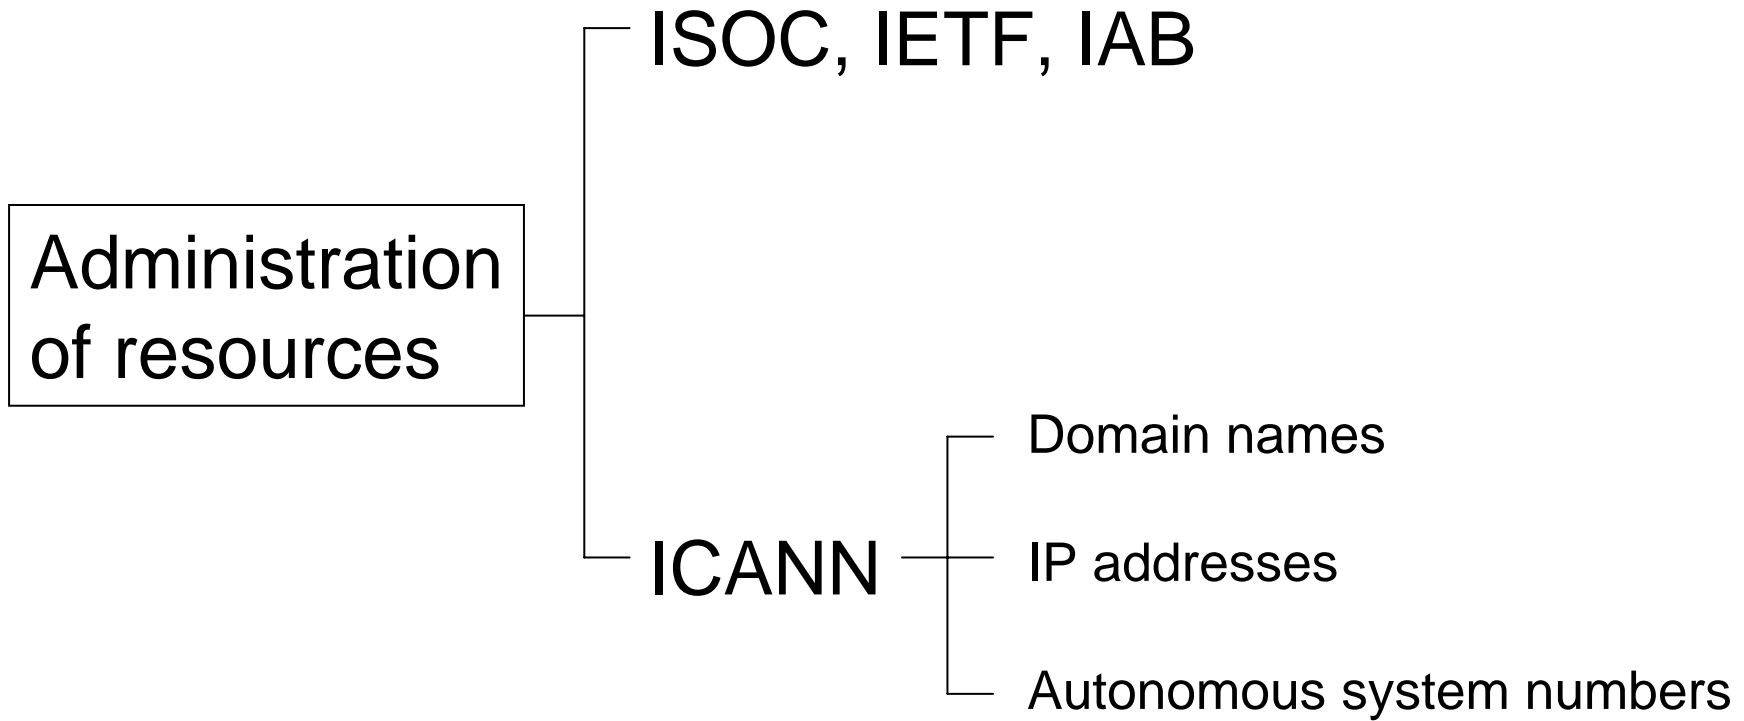 ISOC, IETF, IAB
Administration
of resources
Domain names
ICANN
IP addresses
Autonomous system numbers